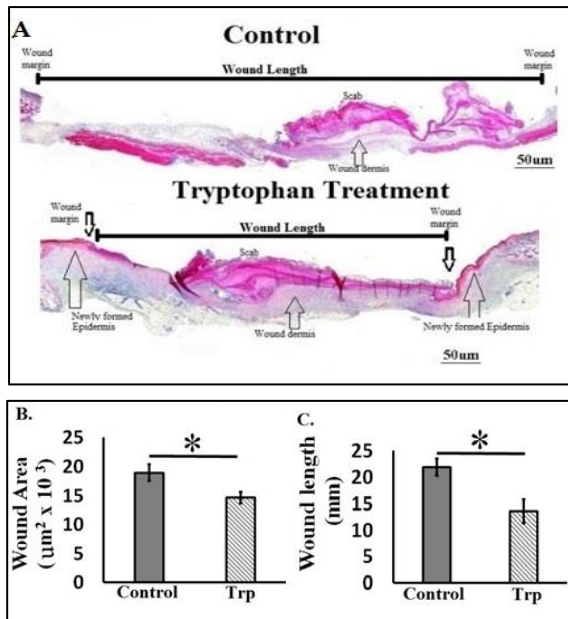 A
Control
Wound margin
Wound margin
Wound Length
Scab
Wound dermis
50um
Tryptophan Treatment
Wound margin
Wound margin
Wound Length
Scab
Newly formed Epidermis
Wound dermis
Newly formed Epidermis
50um
B.
Wound Area
( µm² x 10 ³)
25
20
15
10
5
0
*
Control
Trp
C.
Wound length
(mm)
25
20
15
10
5
0
*
Control
Trp